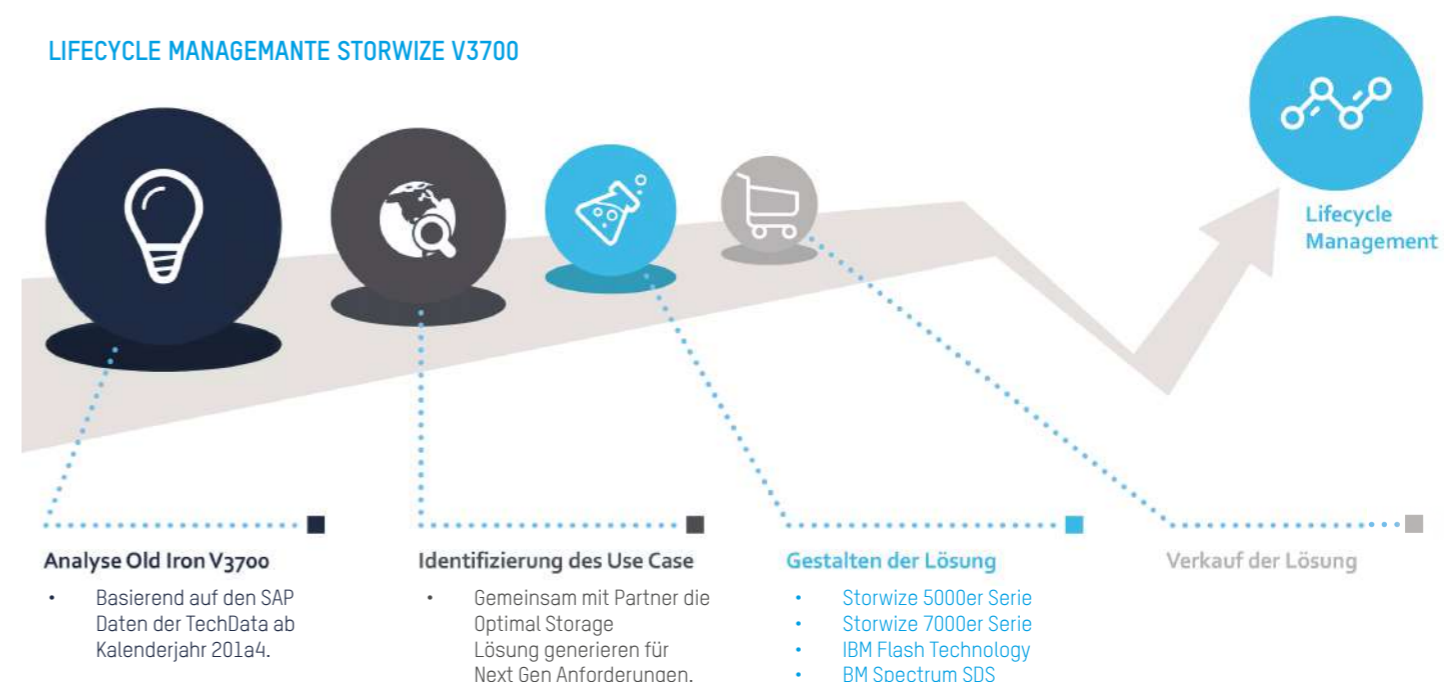 LIFECYCLE MANAGEMANTE STORWIZE V3700
Lifecycle
Management
Analyse Old Iron V3700
• Basierend auf den SAP
Daten der TechData ab
Kalenderjahr 201a4.
Identifizierung des Use Case
• Gemeinsam mit Partner die
Optimal Storage
Lösung generieren für
Next Gen Anforderungen.
Gestalten der Lösung
• Storwize 5000er Serie
• Storwize 7000er Serie
• IBM Flash Technology
• BM Spectrum SDS
Verkauf der Lösung